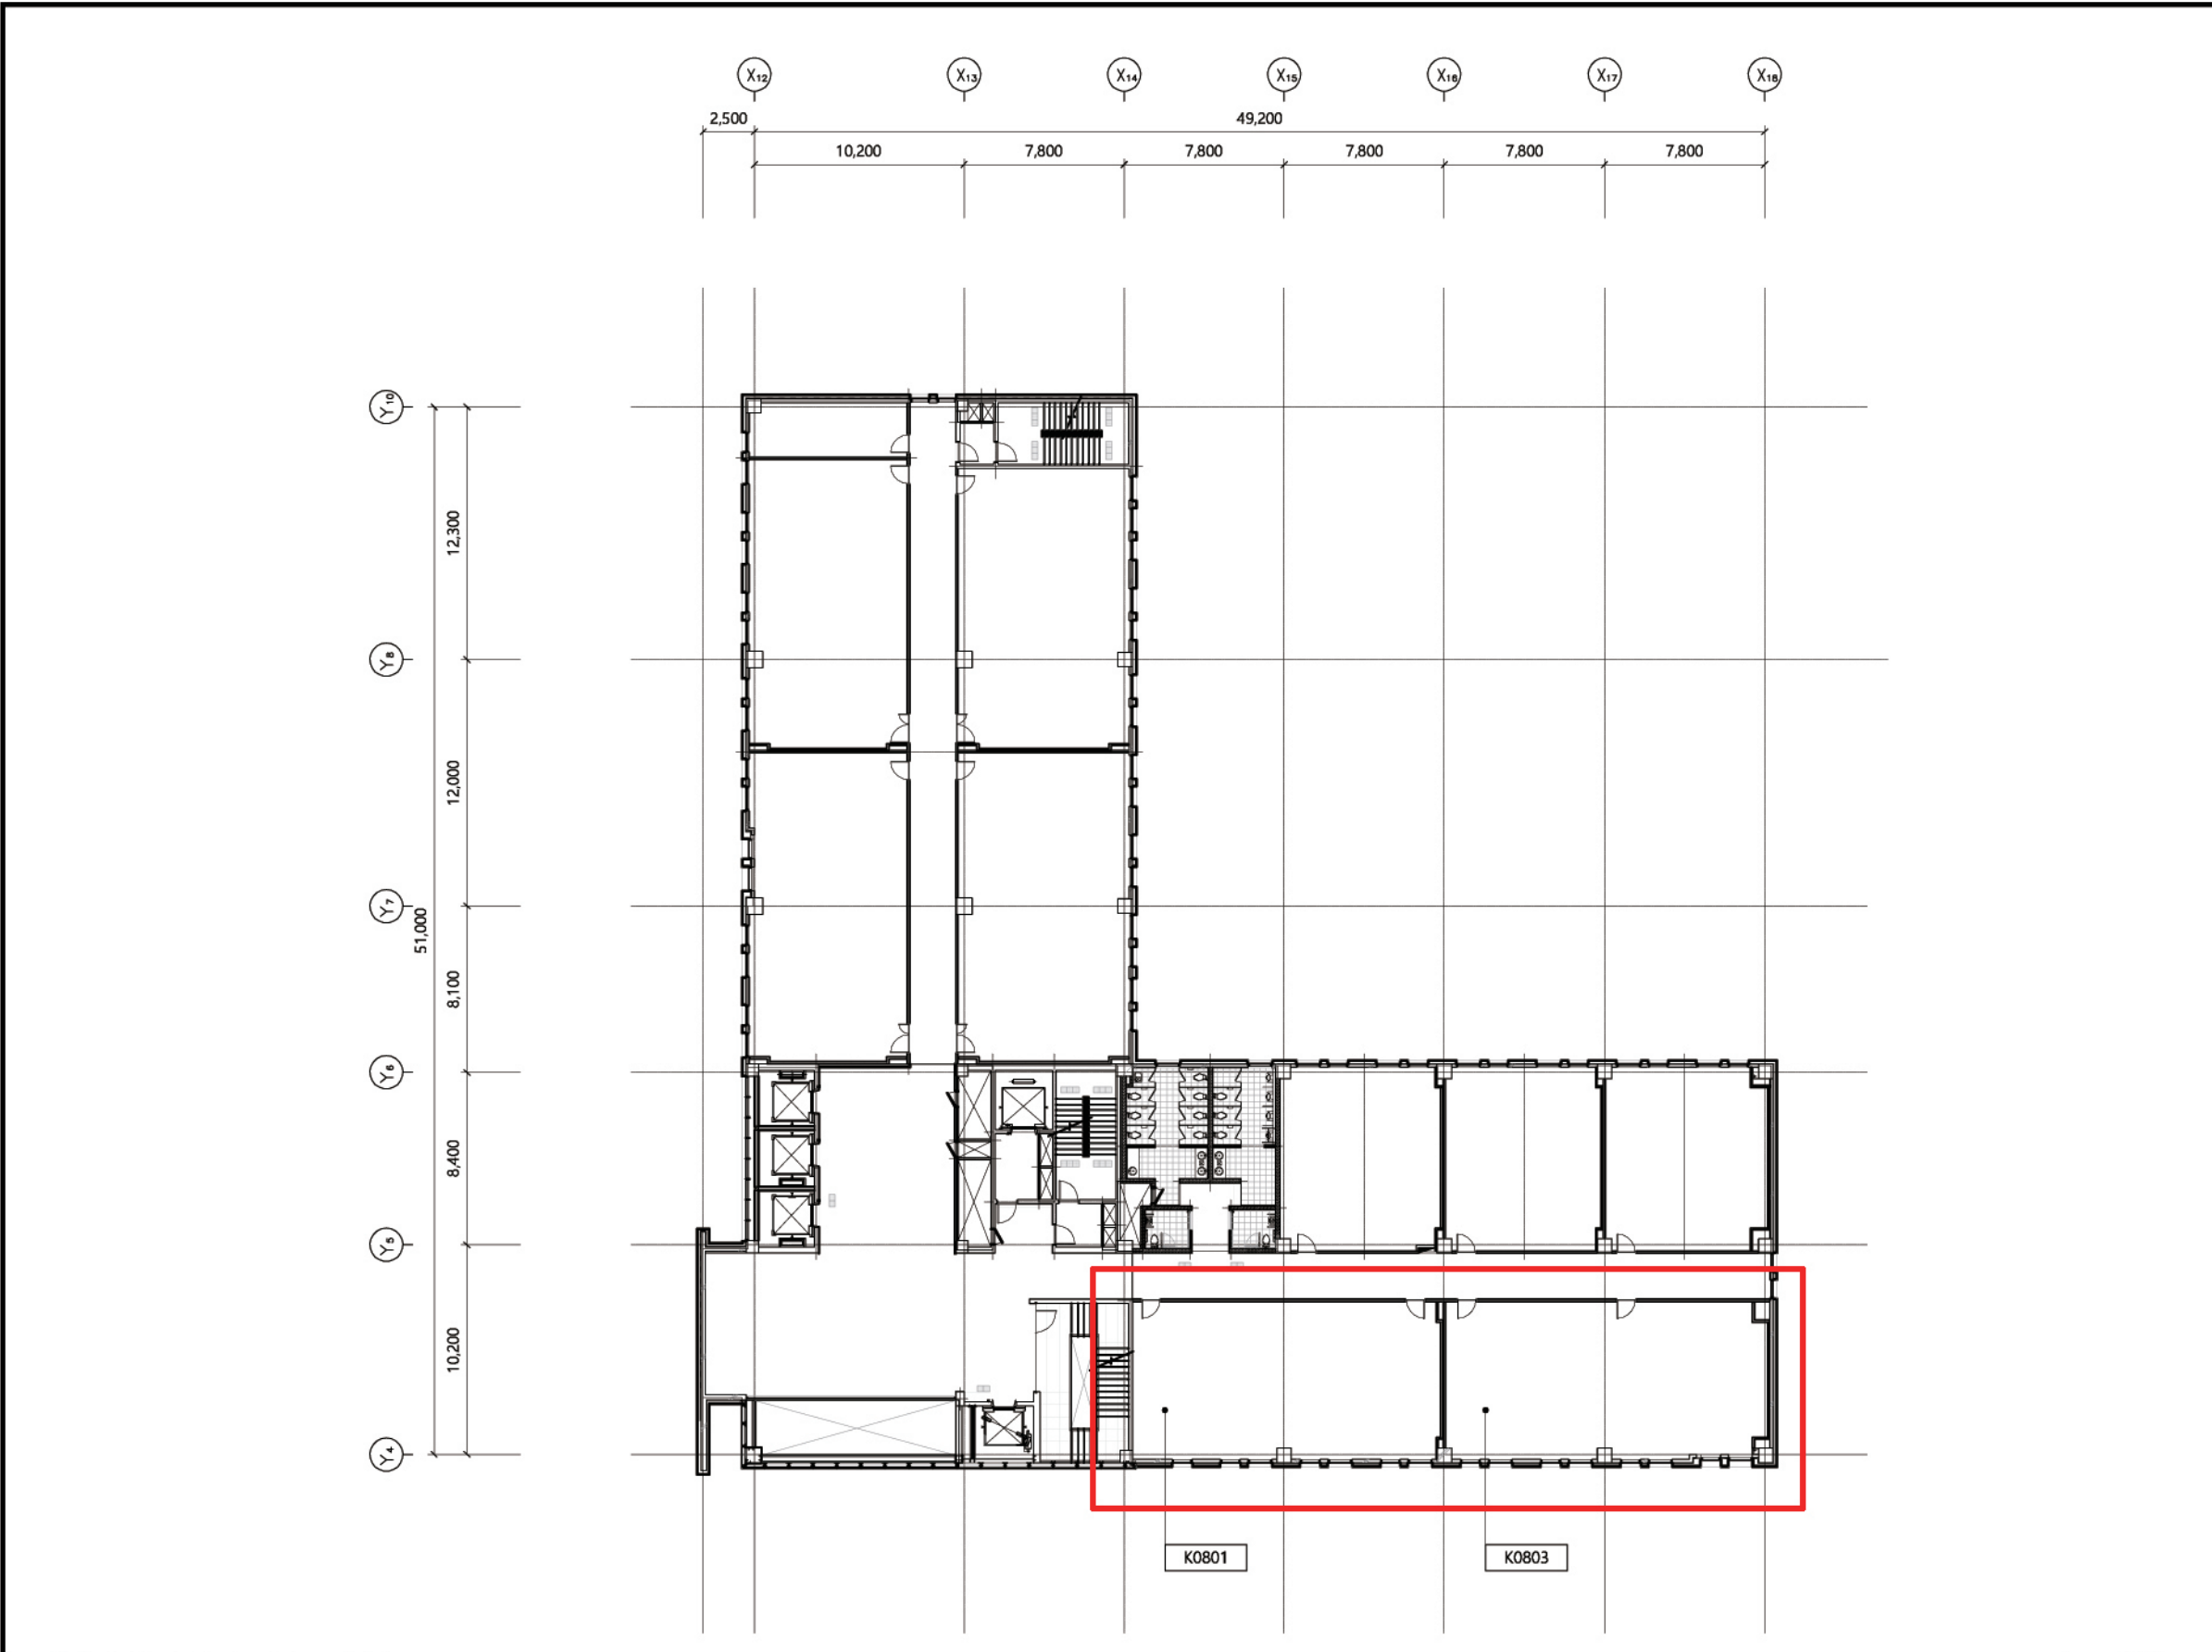 X12 X13 X14 X15 X16 X17 X18
2,500 49,200
10,200 7,800 7,800 7,800 7,800 7,800
Y10
12,300
Y8
12,000
Y7
51,000
8,100
Y6
8,400
Y5
10,200
Y4
K0801 K0803